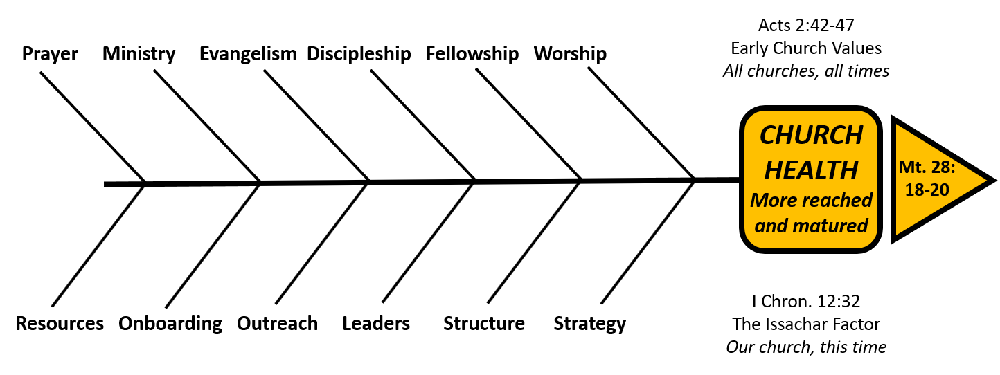 Prayer Ministry Evangelism Discipleship Fellowship Worship
Acts 2:42-47
Early Church Values
All churches, all times
CHURCH
HEALTH
More reached
and matured
Mt. 28:
18-20
Resources Onboarding Outreach Leaders Structure Strategy
I Chron. 12:32
The Issachar Factor
Our church, this time